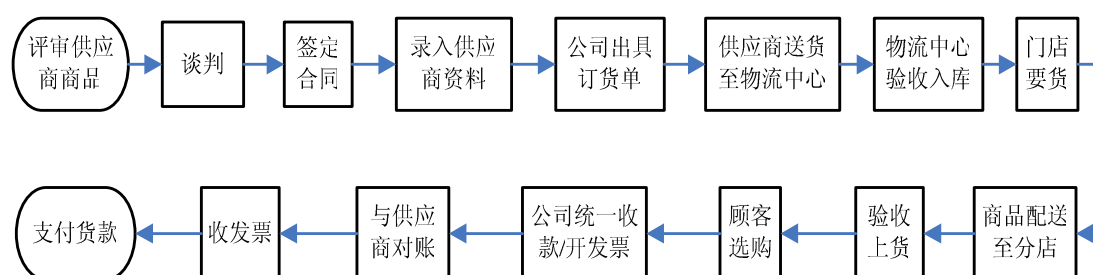 评审供应
商商品
谈判
签定
合同
录入供应
商资料
公司出具
订货单
供应商送货
至物流中心
物流中心
验收入库
门店
要货
商品配送
至分店
验收
上货
顾客
选购
公司统一收
款/开发票
与供应
商对账
收发票
支付货款